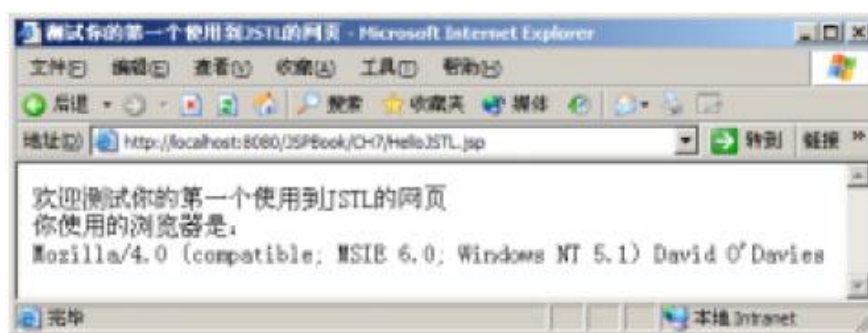 测试你的第一个使用到JSTL的网页 - Microsoft Internet Explorer
文件(F) 编辑(E) 查看(V) 收藏(A) 工具(T) 帮助(H)
后退 搜索 收藏夹 媒体
地址(D) http://localhost:8080/JSPBook/CH7/HelloJSTL.jsp 转到 链接 »
欢迎测试你的第一个使用到JSTL的网页
你使用的浏览器是：
Mozilla/4.0 (compatible; MSIE 6.0; Windows NT 5.1) David O'Davies
完毕 本地 Intranet